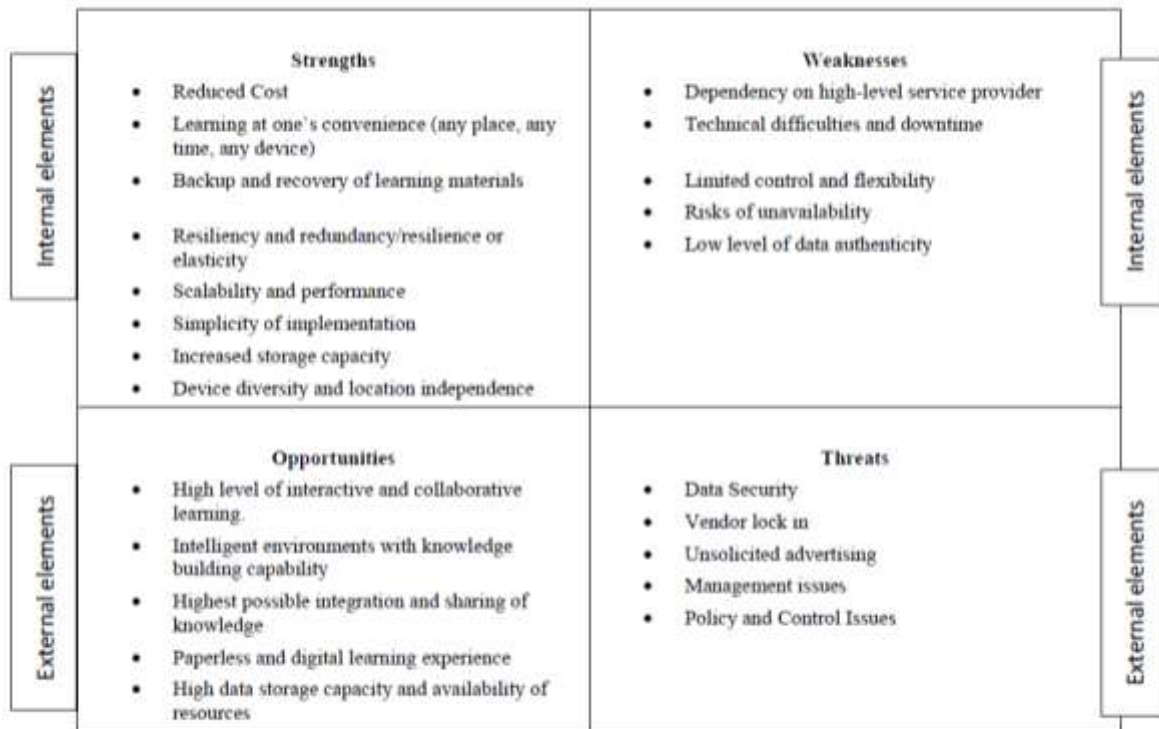 Internal elements
Strengths
• Reduced Cost
• Learning at one's convenience (any place, any
time, any device)
• Backup and recovery of learning materials
• Resiliency and redundancy/resilience or
elasticity
• Scalability and performance
• Simplicity of implementation
• Increased storage capacity
• Device diversity and location independence
Weaknesses
• Dependency on high-level service provider
• Technical difficulties and downtime
• Limited control and flexibility
• Risks of unavailability
• Low level of data authenticity
Internal elements
External elements
Opportunities
• High level of interactive and collaborative
learning.
• Intelligent environments with knowledge
building capability
• Highest possible integration and sharing of
knowledge
• Paperless and digital learning experience
• High data storage capacity and availability of
resources
Threats
• Data Security
• Vendor lock in
• Unsolicited advertising
• Management issues
• Policy and Control Issues
External elements